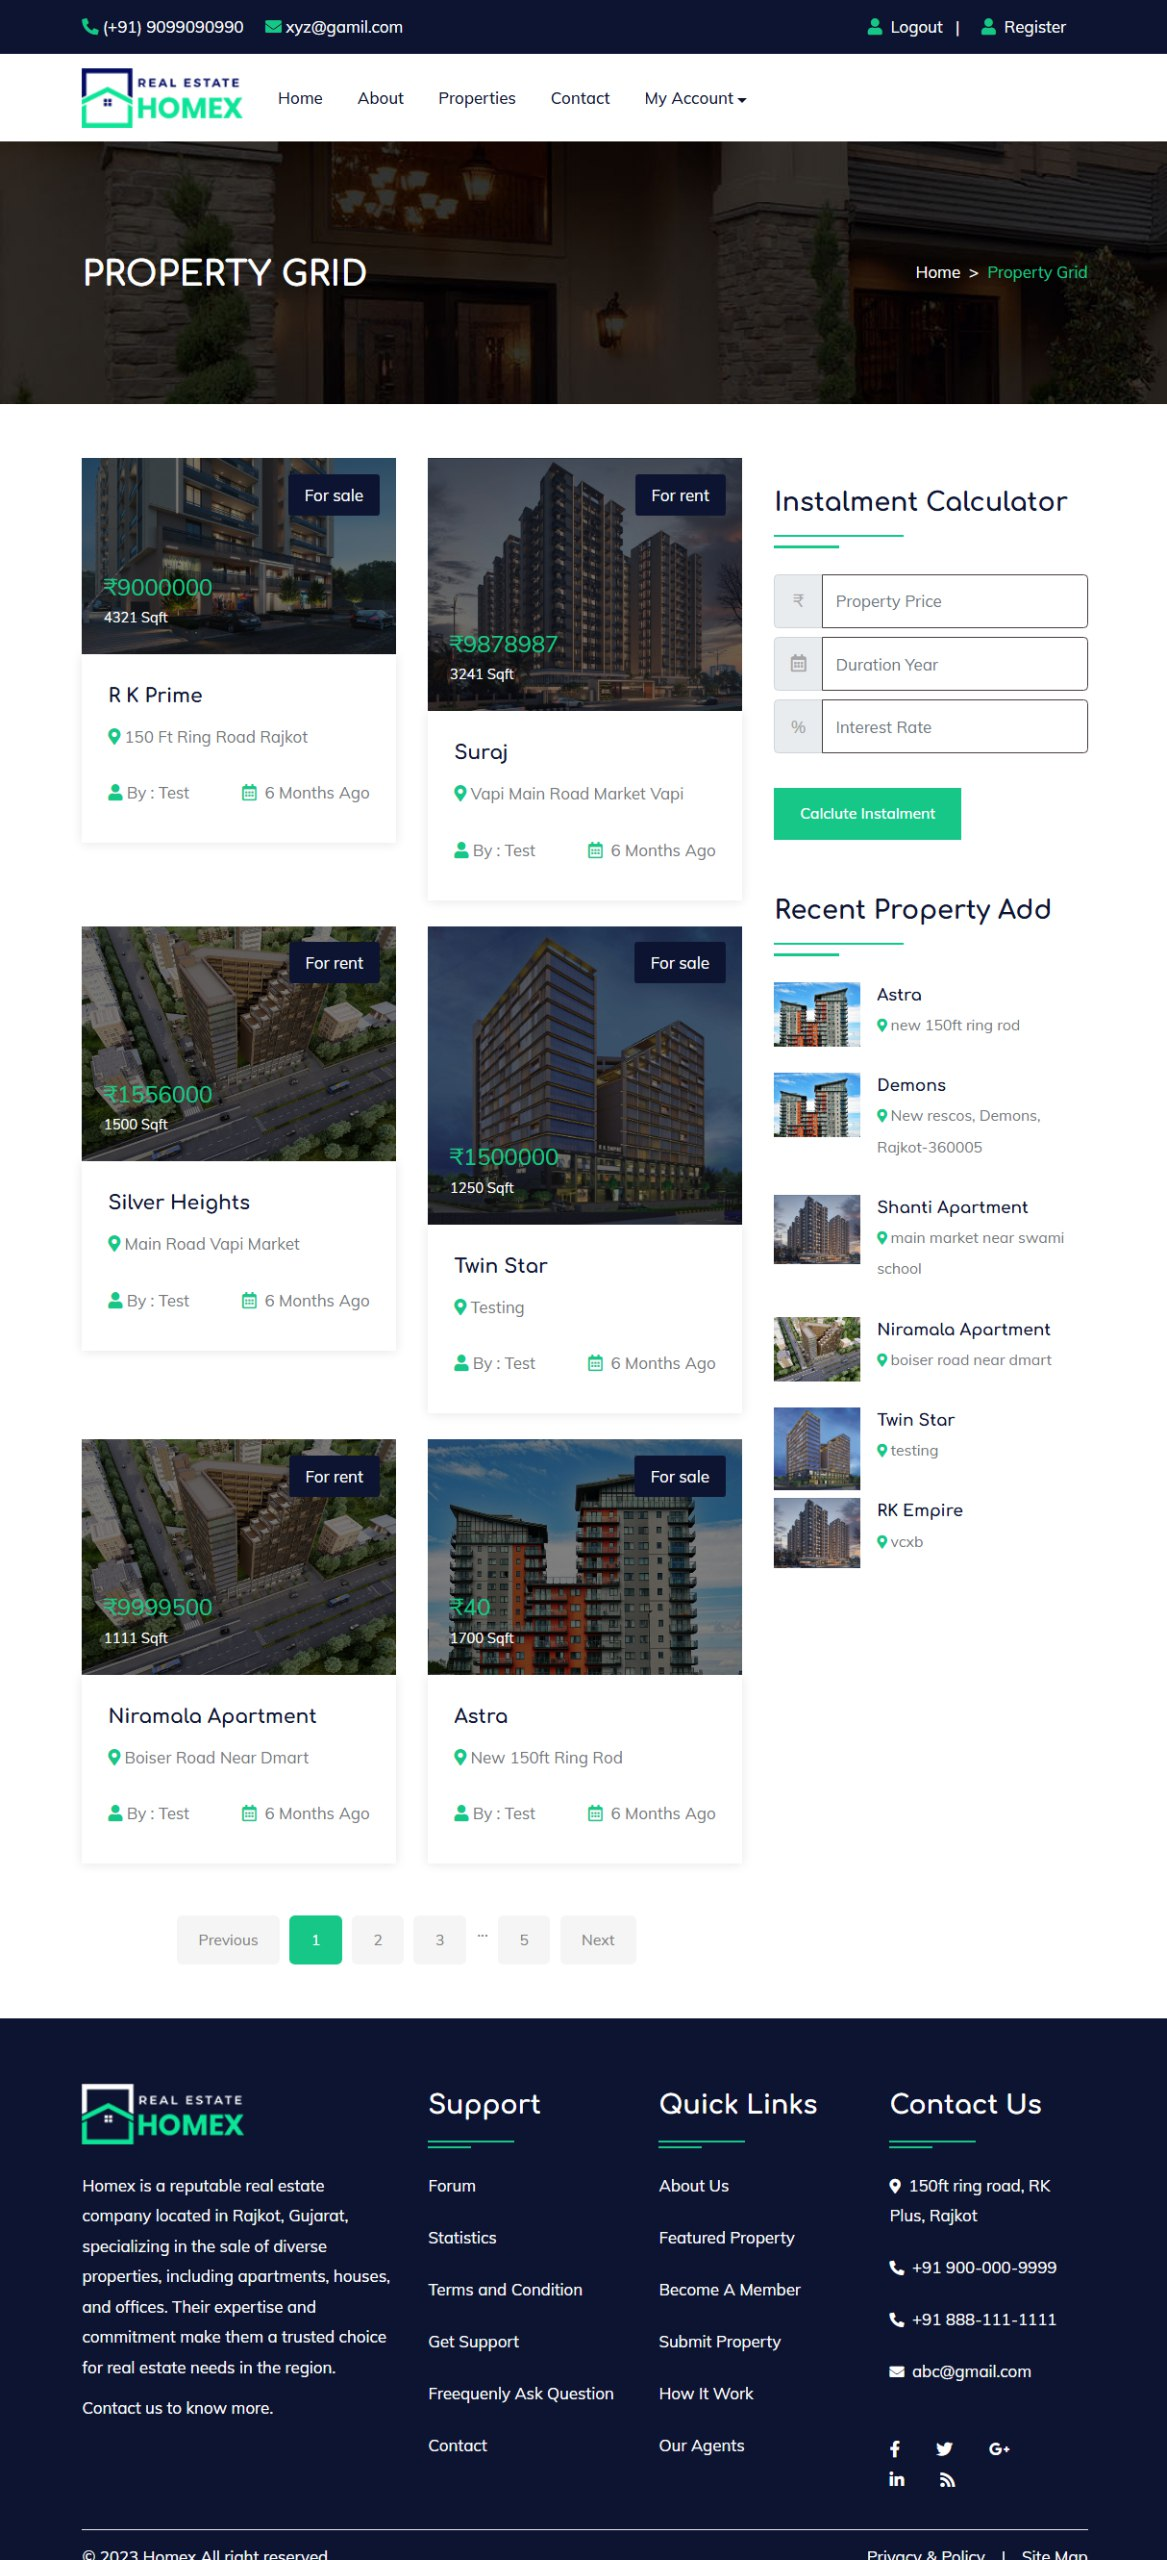 (+91) 9099090990 xyz@gamil.com Logout | Register
REAL ESTATE
HOMEX
Home About Properties Contact My Account
PROPERTY GRID
Home > Property Grid
For sale
₹9000000
4321 Sqft
R K Prime
150 Ft Ring Road Rajkot
By : Test 6 Months Ago
For rent
₹9878987
3241 Sqft
Suraj
Vapi Main Road Market Vapi
By : Test 6 Months Ago
For rent
₹1556000
1500 Sqft
Silver Heights
Main Road Vapi Market
By : Test 6 Months Ago
For sale
₹1500000
1250 Sqft
Twin Star
Testing
By : Test 6 Months Ago
For rent
₹9999500
1111 Sqft
Niramala Apartment
Boiser Road Near Dmart
By : Test 6 Months Ago
For sale
₹40
1700 Sqft
Astra
New 150ft Ring Rod
By : Test 6 Months Ago
Previous 1 2 3 ... 5 Next
Instalment Calculator
₹ Property Price
Duration Year
% Interest Rate
Calclute Instalment
Recent Property Add
Astra
new 150ft ring rod
Demons
New rescos, Demons,
Rajkot-360005
Shanti Apartment
main market near swami
school
Niramala Apartment
boiser road near dmart
Twin Star
testing
RK Empire
vcxb
REAL ESTATE
HOMEX
Homex is a reputable real estate
company located in Rajkot, Gujarat,
specializing in the sale of diverse
properties, including apartments, houses,
and offices. Their expertise and
commitment make them a trusted choice
for real estate needs in the region.
Contact us to know more.
Support
Forum
Statistics
Terms and Condition
Get Support
Freequenly Ask Question
Contact
Quick Links
About Us
Featured Property
Become A Member
Submit Property
How It Work
Our Agents
Contact Us
150ft ring road, RK
Plus, Rajkot
+91 900-000-9999
+91 888-111-1111
abc@gmail.com
© 2023 Homex All right reserved
Privacy & Policy | Site Map